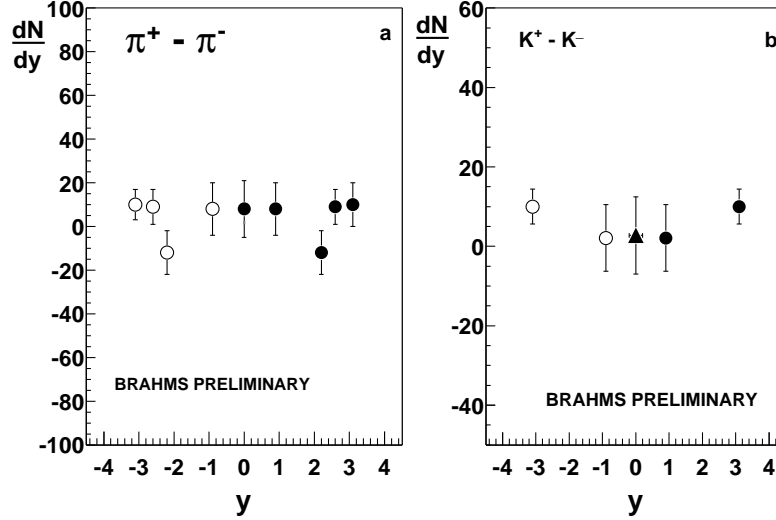 dN
dy
π+ - π-
a
100
80
60
40
20
0
-20
-40
-60
-80
-100
BRAHMS PRELIMINARY
-4 -3 -2 -1 0 1 2 3 4
y
dN
dy
K+ - K-
b
60
40
20
0
-20
-40
BRAHMS PRELIMINARY
-4 -3 -2 -1 0 1 2 3 4
y